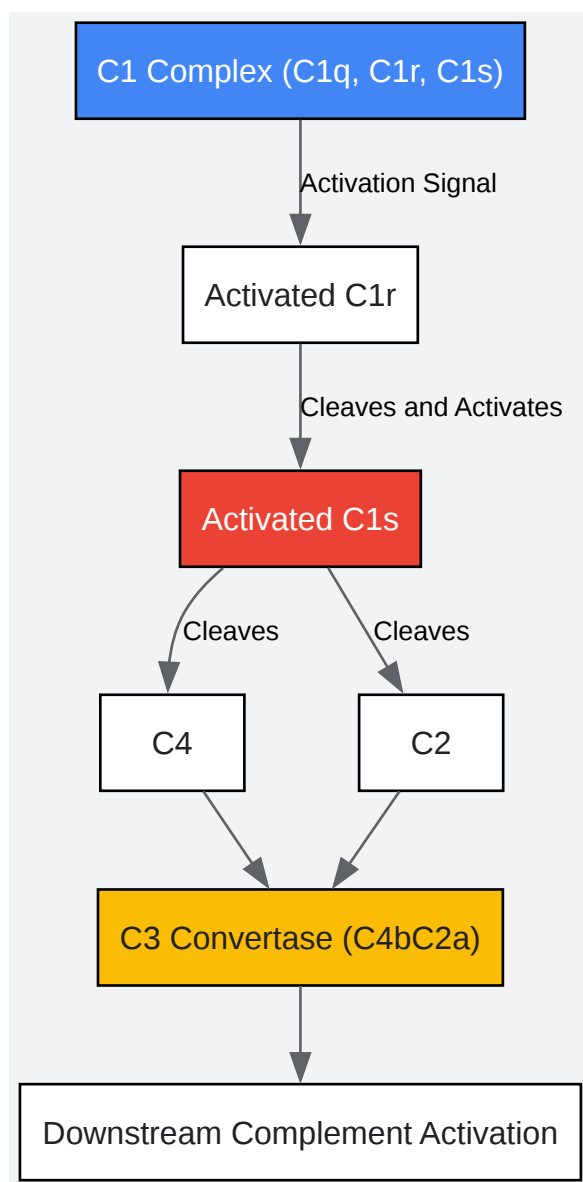 C1 Complex (C1q, C1r, C1s)
Activation Signal
Activated C1r
Cleaves and Activates
Activated C1s
Cleaves
Cleaves
C4
C2
C3 Convertase (C4bC2a)
Downstream Complement Activation